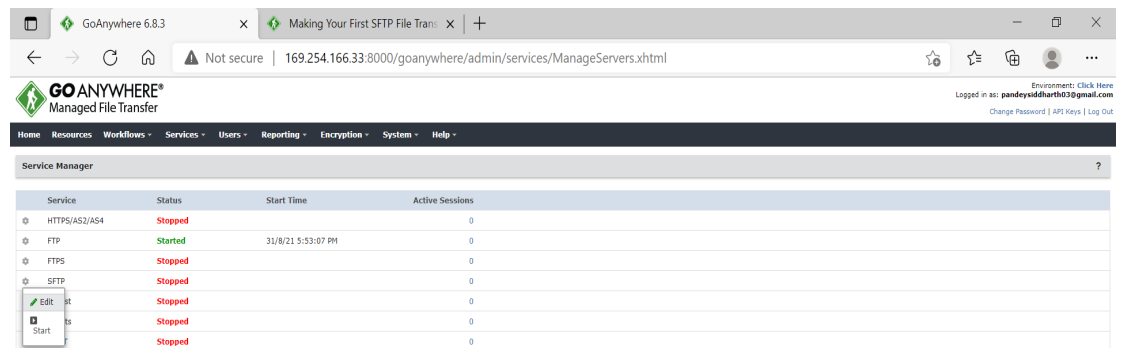 GoAnywhere 6.8.3
Making Your First SFTP File Trans
Not secure | 169.254.166.33:8000/goanywhere/admin/services/ManageServers.xhtml
GOANYWHERE®
Managed File Transfer
Environment: Click Here
Logged in as: pandeysiddharth03@gmail.com
Change Password | API Keys | Log Out
Home Resources Workflows Services Users Reporting Encryption System Help
Service Manager ?
Service Status Start Time Active Sessions
HTTPS/AS2/AS4 Stopped 0
FTP Started 31/8/21 5:53:07 PM 0
FTPS Stopped 0
SFTP Stopped 0
Edit st Stopped 0
ts Stopped 0
Start
Stopped 0